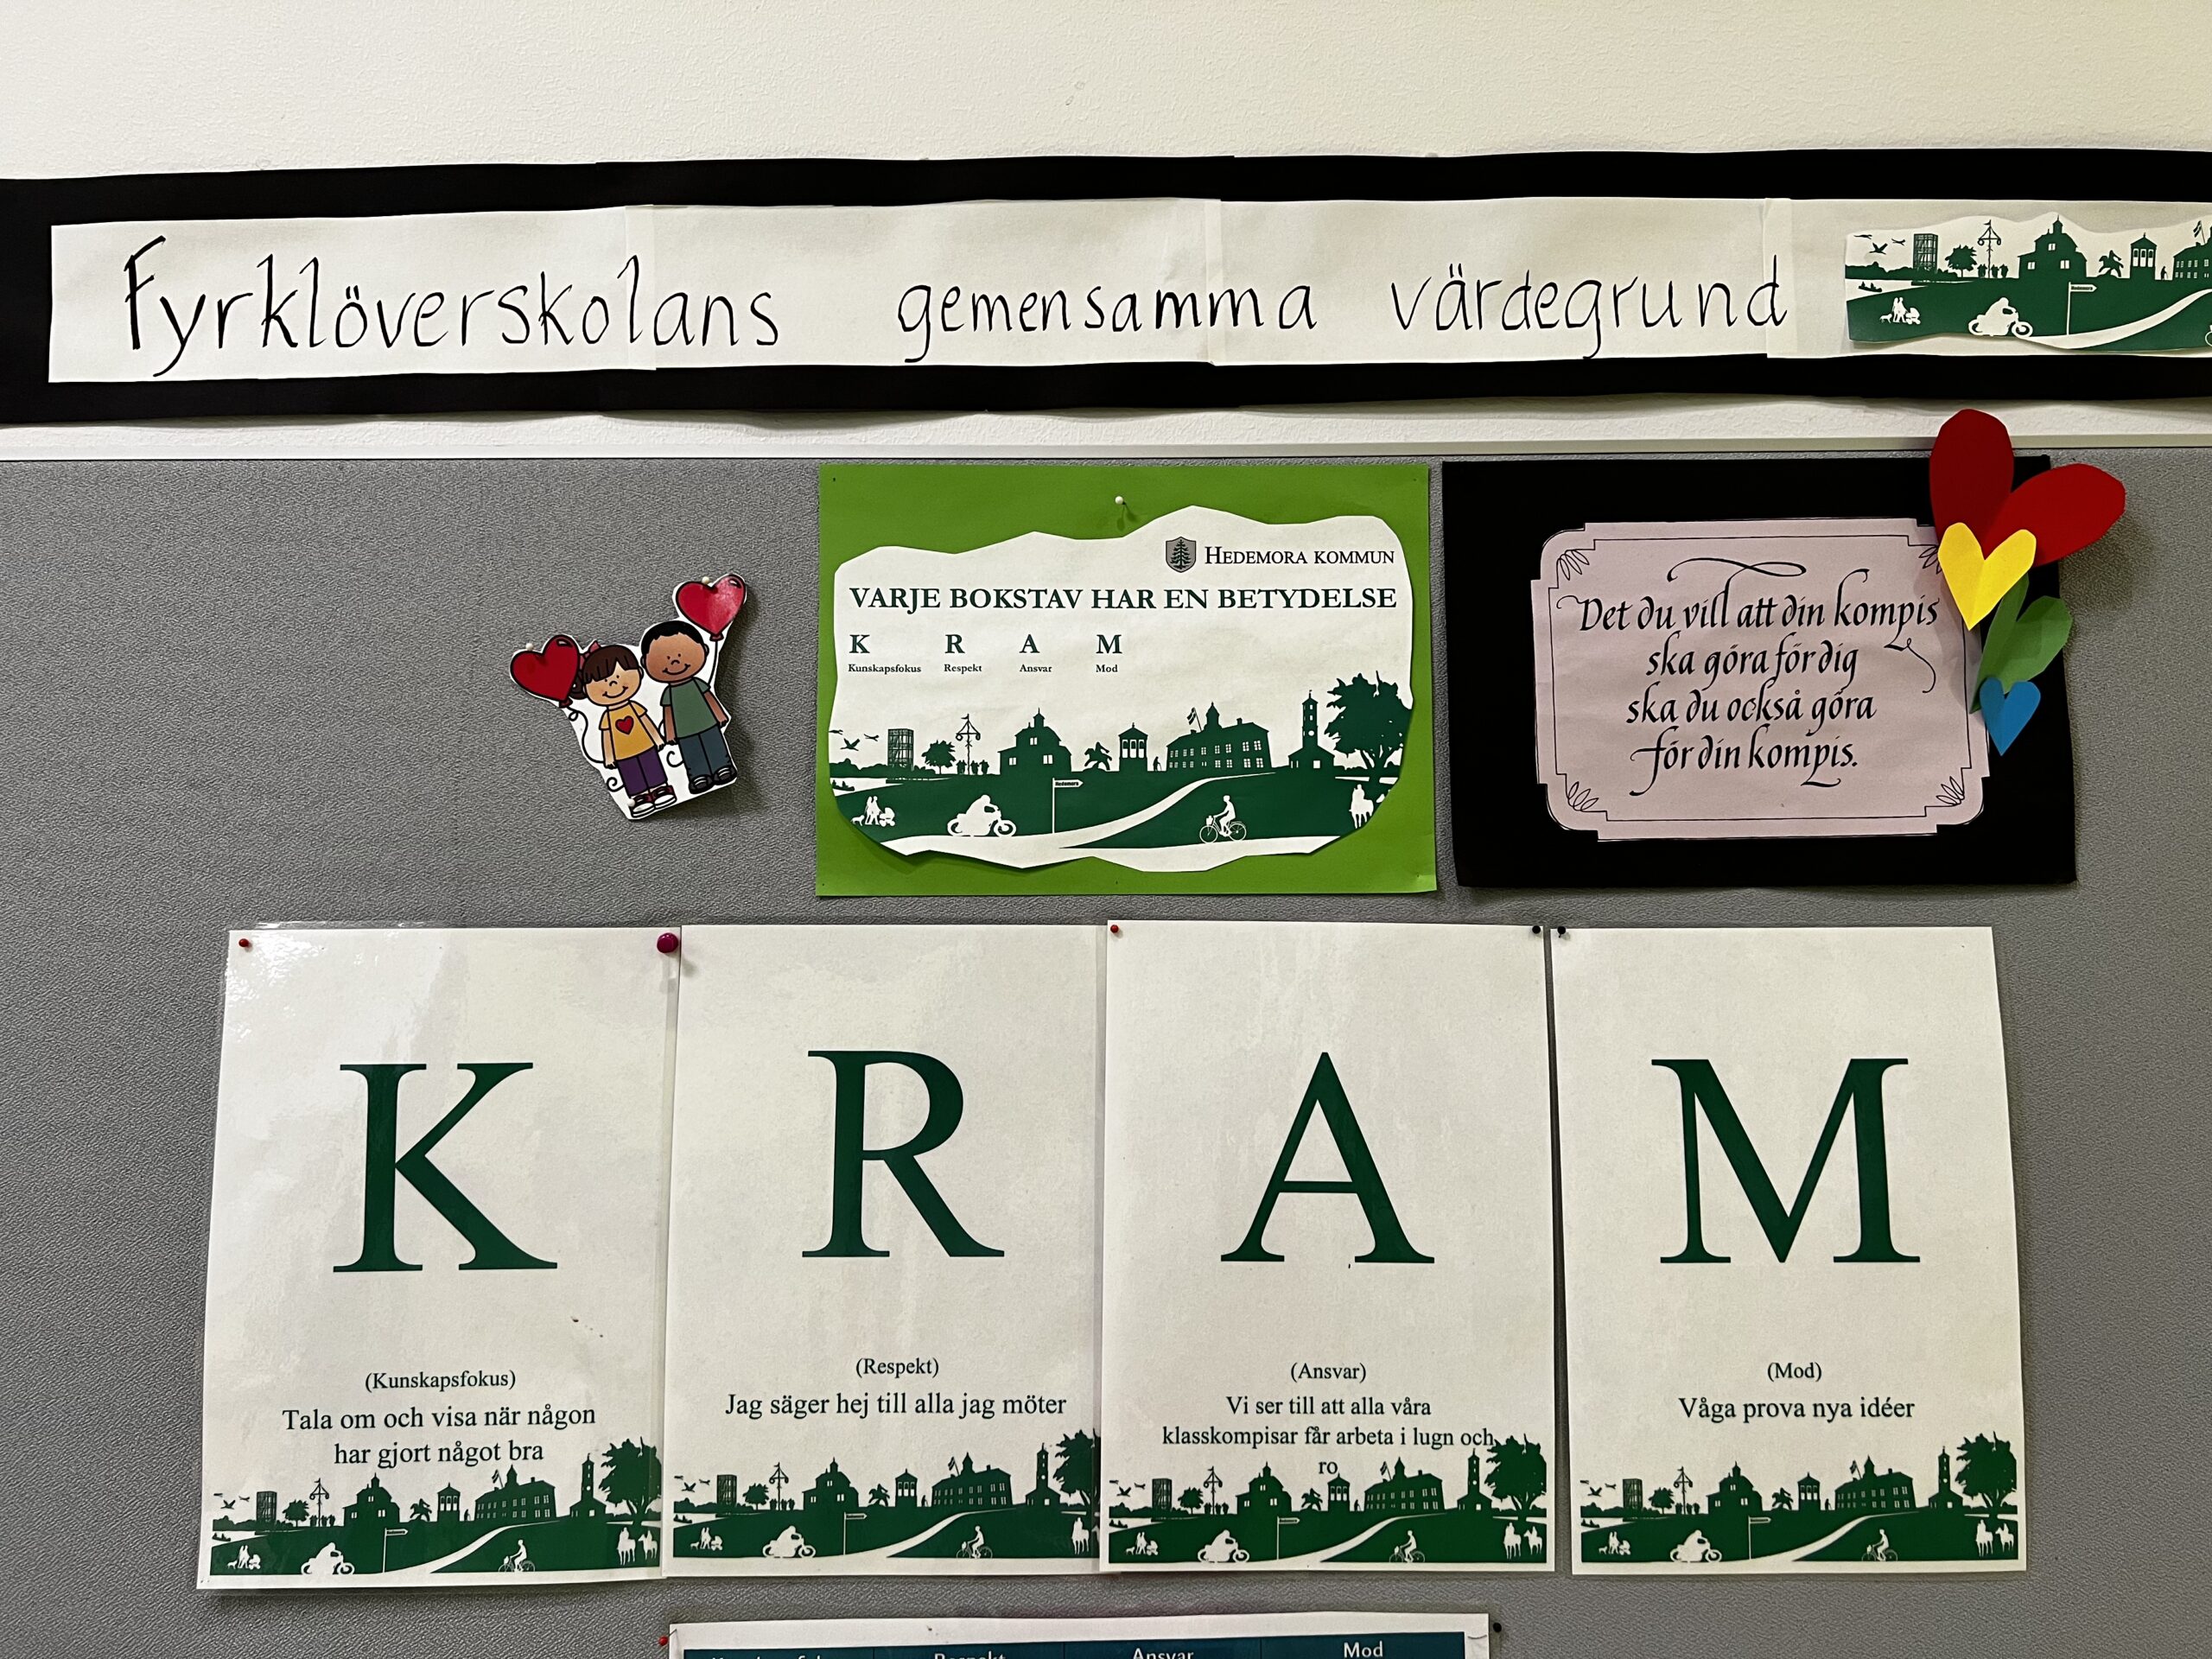 Fyrklöverskolans gemensamma värdegrund
HEDEMORA KOMMUN
VARJE BOKSTAV HAR EN BETYDELSE
K R A M
Kunskapsfokus Respekt Ansvar Mod
Hedemora
Det du vill att din kompis
ska göra för dig
ska du också göra
för din kompis.
K
(Kunskapsfokus)
Tala om och visa när någon
har gjort något bra
R
(Respekt)
Jag säger hej till alla jag möter
A
(Ansvar)
Vi ser till att alla våra
klasskompisar får arbeta i lugn och
ro
M
(Mod)
Våga prova nya idéer
Kunskapsfokus Respekt Ansvar Mod